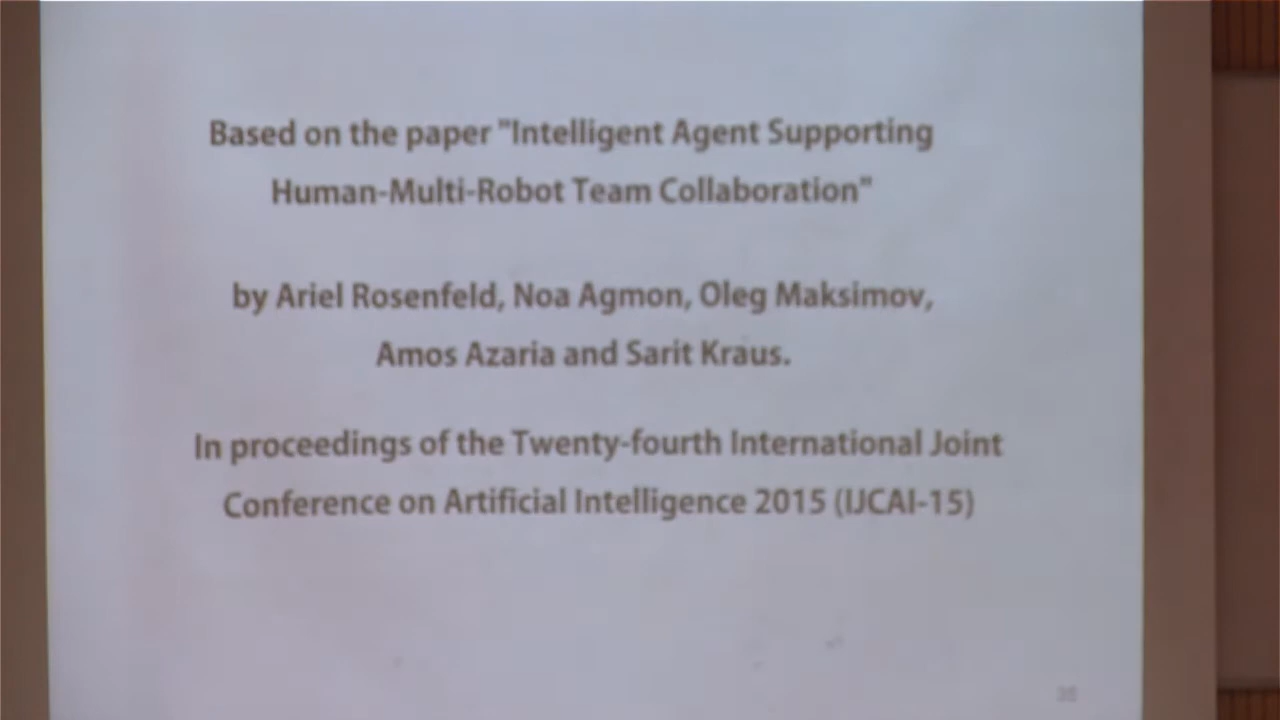 Based on the paper "Intelligent Agent Supporting
Human-Multi-Robot Team Collaboration"
by Ariel Rosenfeld, Noa Agmon, Oleg Maksimov,
Amos Azaria and Sarit Kraus.
In proceedings of the Twenty-fourth International Joint
Conference on Artificial Intelligence 2015 (IJCAI-15)